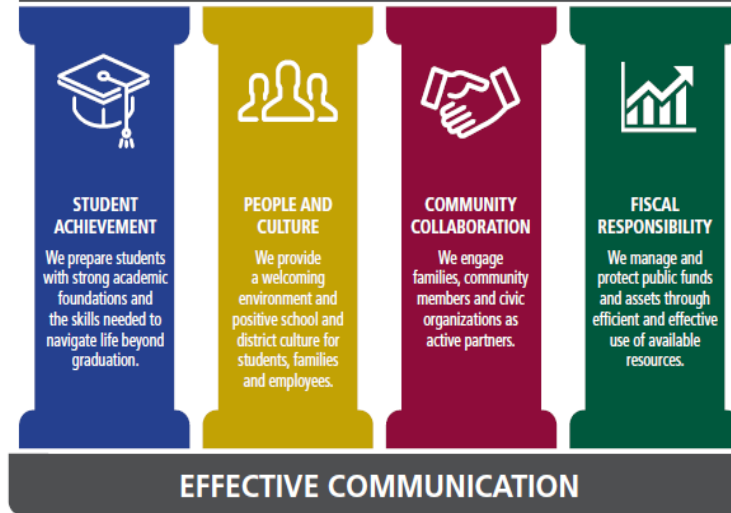 STUDENT
ACHIEVEMENT
We prepare students
with strong academic
foundations and
the skills needed to
navigate life beyond
graduation.
PEOPLE AND
CULTURE
We provide
a welcoming
environment and
positive school and
district culture for
students, families
and employees.
COMMUNITY
COLLABORATION
We engage
families, community
members and civic
organizations as
active partners.
FISCAL
RESPONSIBILITY
We manage and
protect public funds
and assets through
efficient and effective
use of available
resources.
EFFECTIVE COMMUNICATION